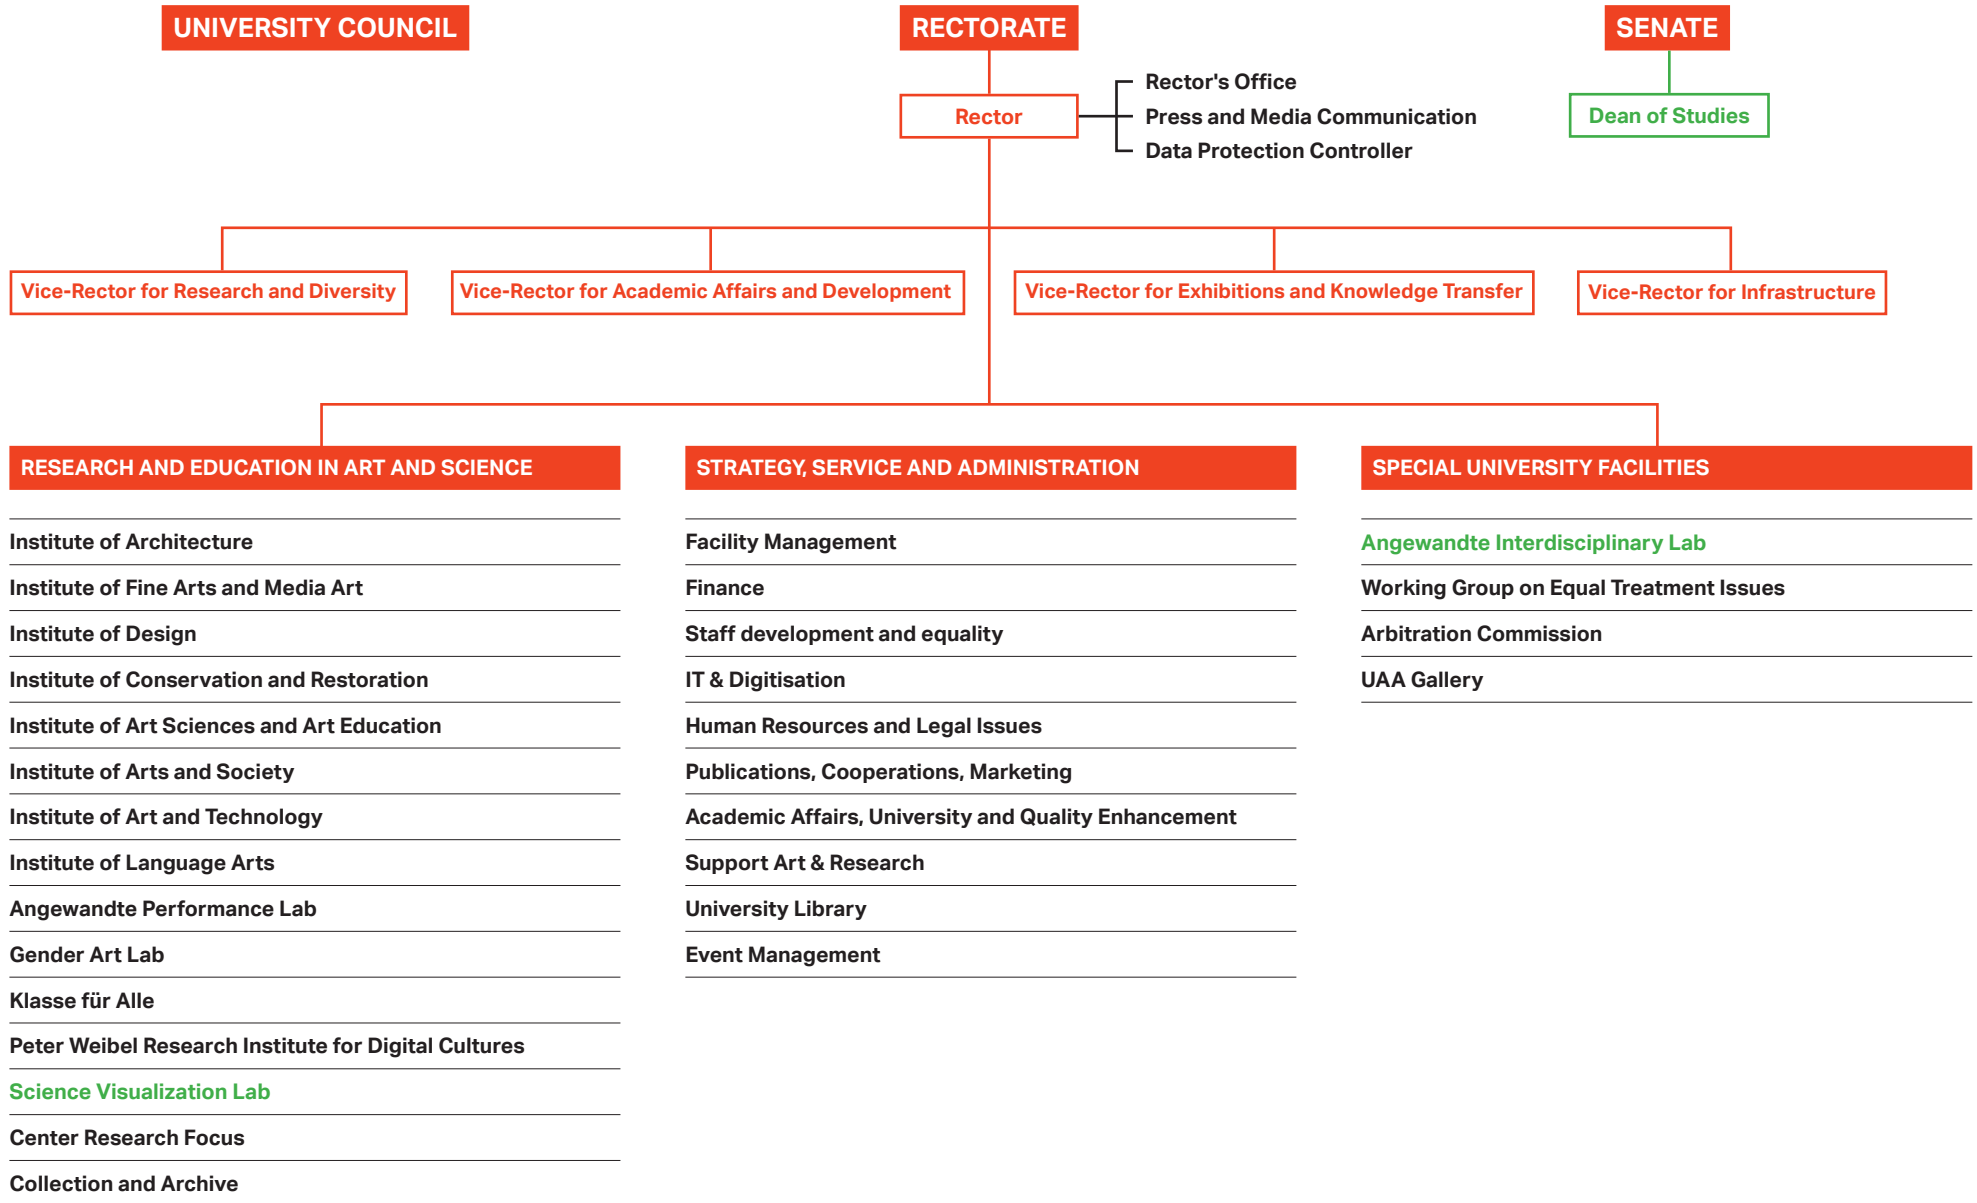 UNIVERSITY COUNCIL
RECTORATE
SENATE
Rector
Rector's Office
Press and Media Communication
Data Protection Controller
Dean of Studies
Vice-Rector for Research and Diversity
Vice-Rector for Academic Affairs and Development
Vice-Rector for Exhibitions and Knowledge Transfer
Vice-Rector for Infrastructure
RESEARCH AND EDUCATION IN ART AND SCIENCE
Institute of Architecture
Institute of Fine Arts and Media Art
Institute of Design
Institute of Conservation and Restoration
Institute of Art Sciences and Art Education
Institute of Arts and Society
Institute of Art and Technology
Institute of Language Arts
Angewandte Performance Lab
Gender Art Lab
Klasse für Alle
Peter Weibel Research Institute for Digital Cultures
Science Visualization Lab
Center Research Focus
Collection and Archive
STRATEGY, SERVICE AND ADMINISTRATION
Facility Management
Finance
Staff development and equality
IT & Digitisation
Human Resources and Legal Issues
Publications, Cooperations, Marketing
Academic Affairs, University and Quality Enhancement
Support Art & Research
University Library
Event Management
SPECIAL UNIVERSITY FACILITIES
Angewandte Interdisciplinary Lab
Working Group on Equal Treatment Issues
Arbitration Commission
UAA Gallery